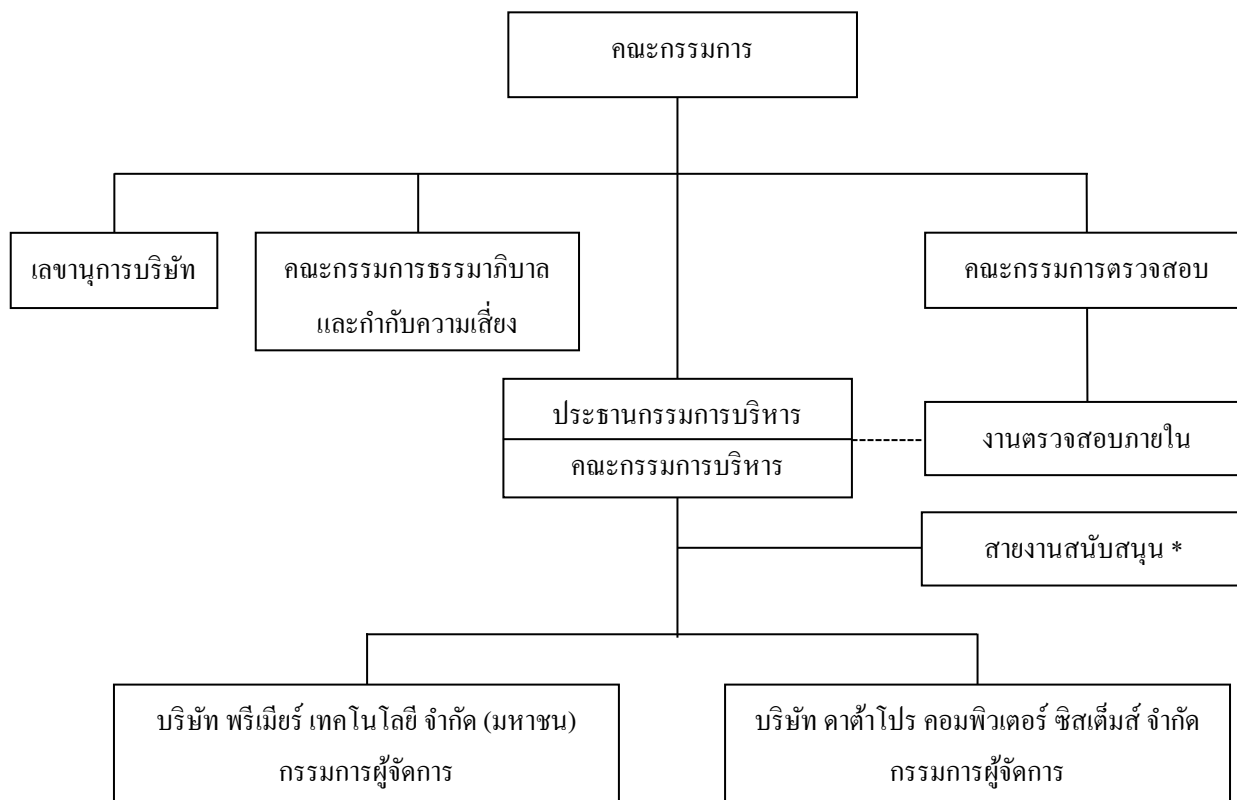 คณะกรรมการ
เลขานุการบริษัท
คณะกรรมการธรรมาภิบาล
และกำกับความเสี่ยง
คณะกรรมการตรวจสอบ
ประธานกรรมการบริหาร
คณะกรรมการบริหาร
งานตรวจสอบภายใน
สายงานสนับสนุน *
บริษัท พรีเมียร์ เทคโนโลยี จำกัด (มหาชน)
กรรมการผู้จัดการ
บริษัท ดาต้าโปร คอมพิวเตอร์ ซิสเต็มส์ จำกัด
กรรมการผู้จัดการ